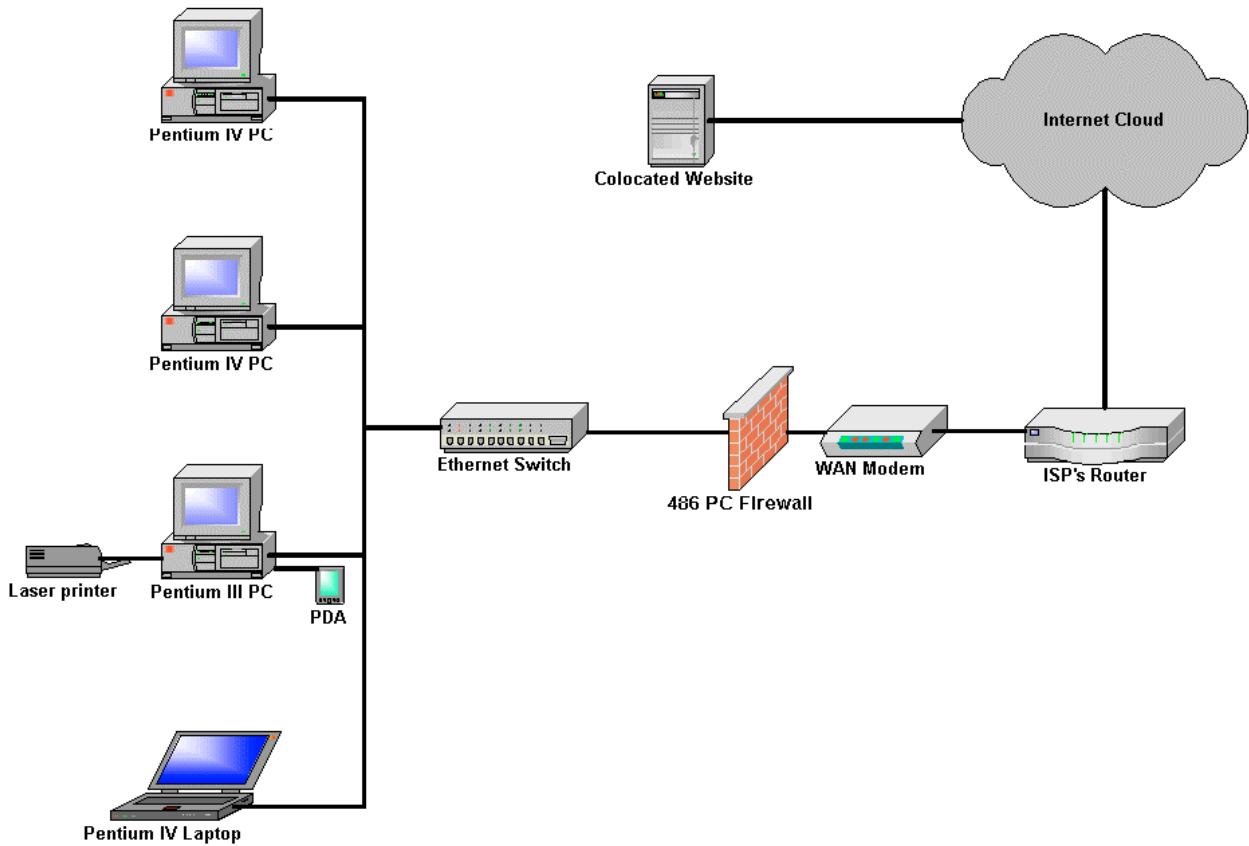 Pentium IV PC
Colocated Website
Internet Cloud
Pentium IV PC
Ethernet Switch
486 PC Firewall
WAN Modem
ISP's Router
Laser printer
Pentium III PC
PDA
Pentium IV Laptop